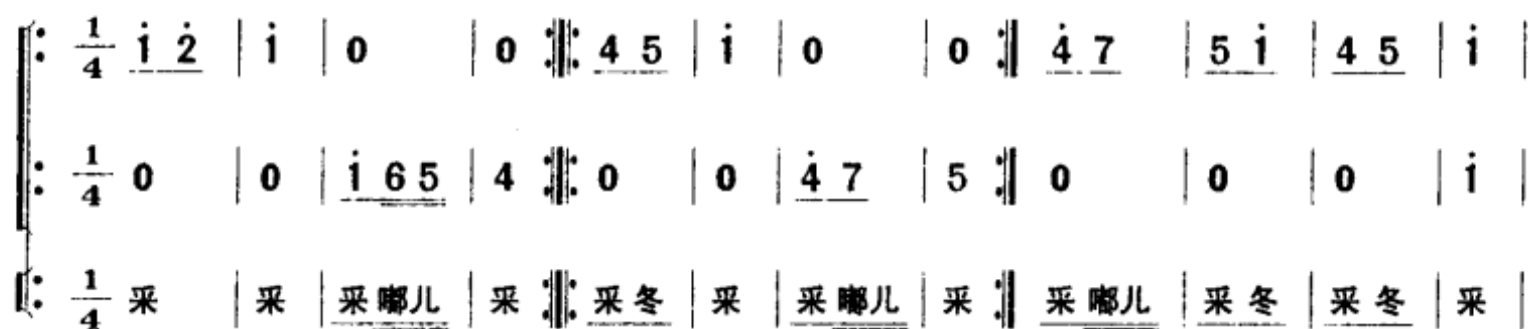 1/4 i̇ 2̇ | i̇ | 0 | 0 :‖: 4 5 | i̇ | 0 | 0 :‖ 4̇ 7 | 5 i̇ | 4 5 | i̇ |
1/4 0 | 0 | i̇ 6 5 | 4 :‖: 0 | 0 | 4̇ 7 | 5 :‖ 0 | 0 | 0 | i̇ |
1/4 采 | 采 | 采 嘟儿 | 采 :‖: 采 冬 | 采 | 采 嘟儿 | 采 :‖ 采 嘟儿 | 采 冬 | 采 冬 | 采 |